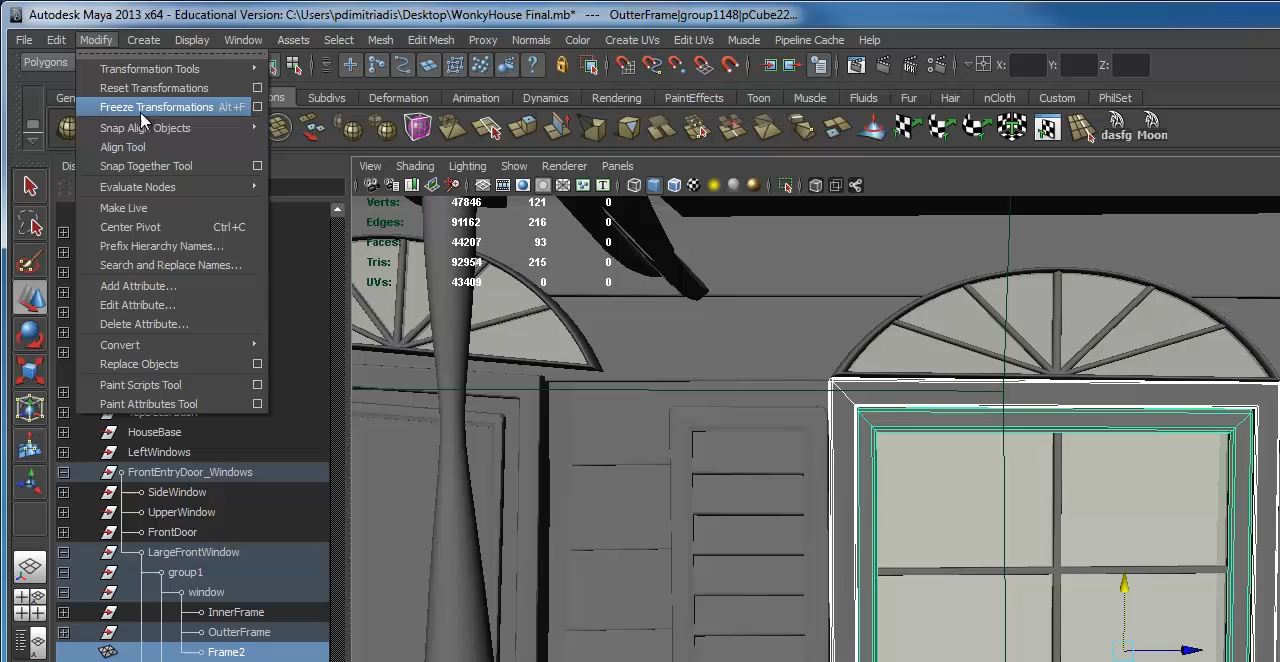 Autodesk Maya 2013 x64 - Educational Version: C:\Users\pdimitriadis\Desktop\WonkyHouse Final.mb* --- OutterFrame|group1148|pCube22...
File Edit Modify Create Display Window Assets Select Mesh Edit Mesh Proxy Normals Color Create UVs Edit UVs Muscle Pipeline Cache Help
Polygons
X: Y: Z:
Transformation Tools
Reset Transformations
Freeze Transformations Alt+F
Snap Align Objects
Align Tool
Snap Together Tool
Evaluate Nodes
Make Live
Center Pivot Ctrl+C
Prefix Hierarchy Names...
Search and Replace Names...
Add Attribute...
Edit Attribute...
Delete Attribute...
Convert
Replace Objects
Paint Scripts Tool
Paint Attributes Tool
Subdivs Deformation Animation Dynamics Rendering PaintEffects Toon Muscle Fluids Fur Hair nCloth Custom PhilSet
dasfg Moon
View Shading Lighting Show Renderer Panels
Verts: 47846 121 0
Edges: 91162 216 0
Faces: 44207 93 0
Tris: 92954 215 0
UVs: 43409 0 0
HouseBase
LeftWindows
FrontEntryDoor_Windows
SideWindow
UpperWindow
FrontDoor
LargeFrontWindow
group1
window
InnerFrame
OutterFrame
Frame2